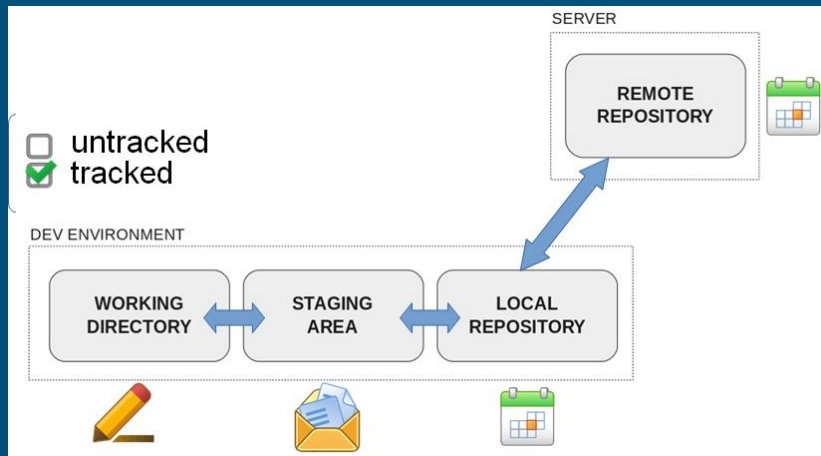 SERVER
REMOTE
REPOSITORY
untracked
tracked
DEV ENVIRONMENT
WORKING
DIRECTORY
STAGING
AREA
LOCAL
REPOSITORY